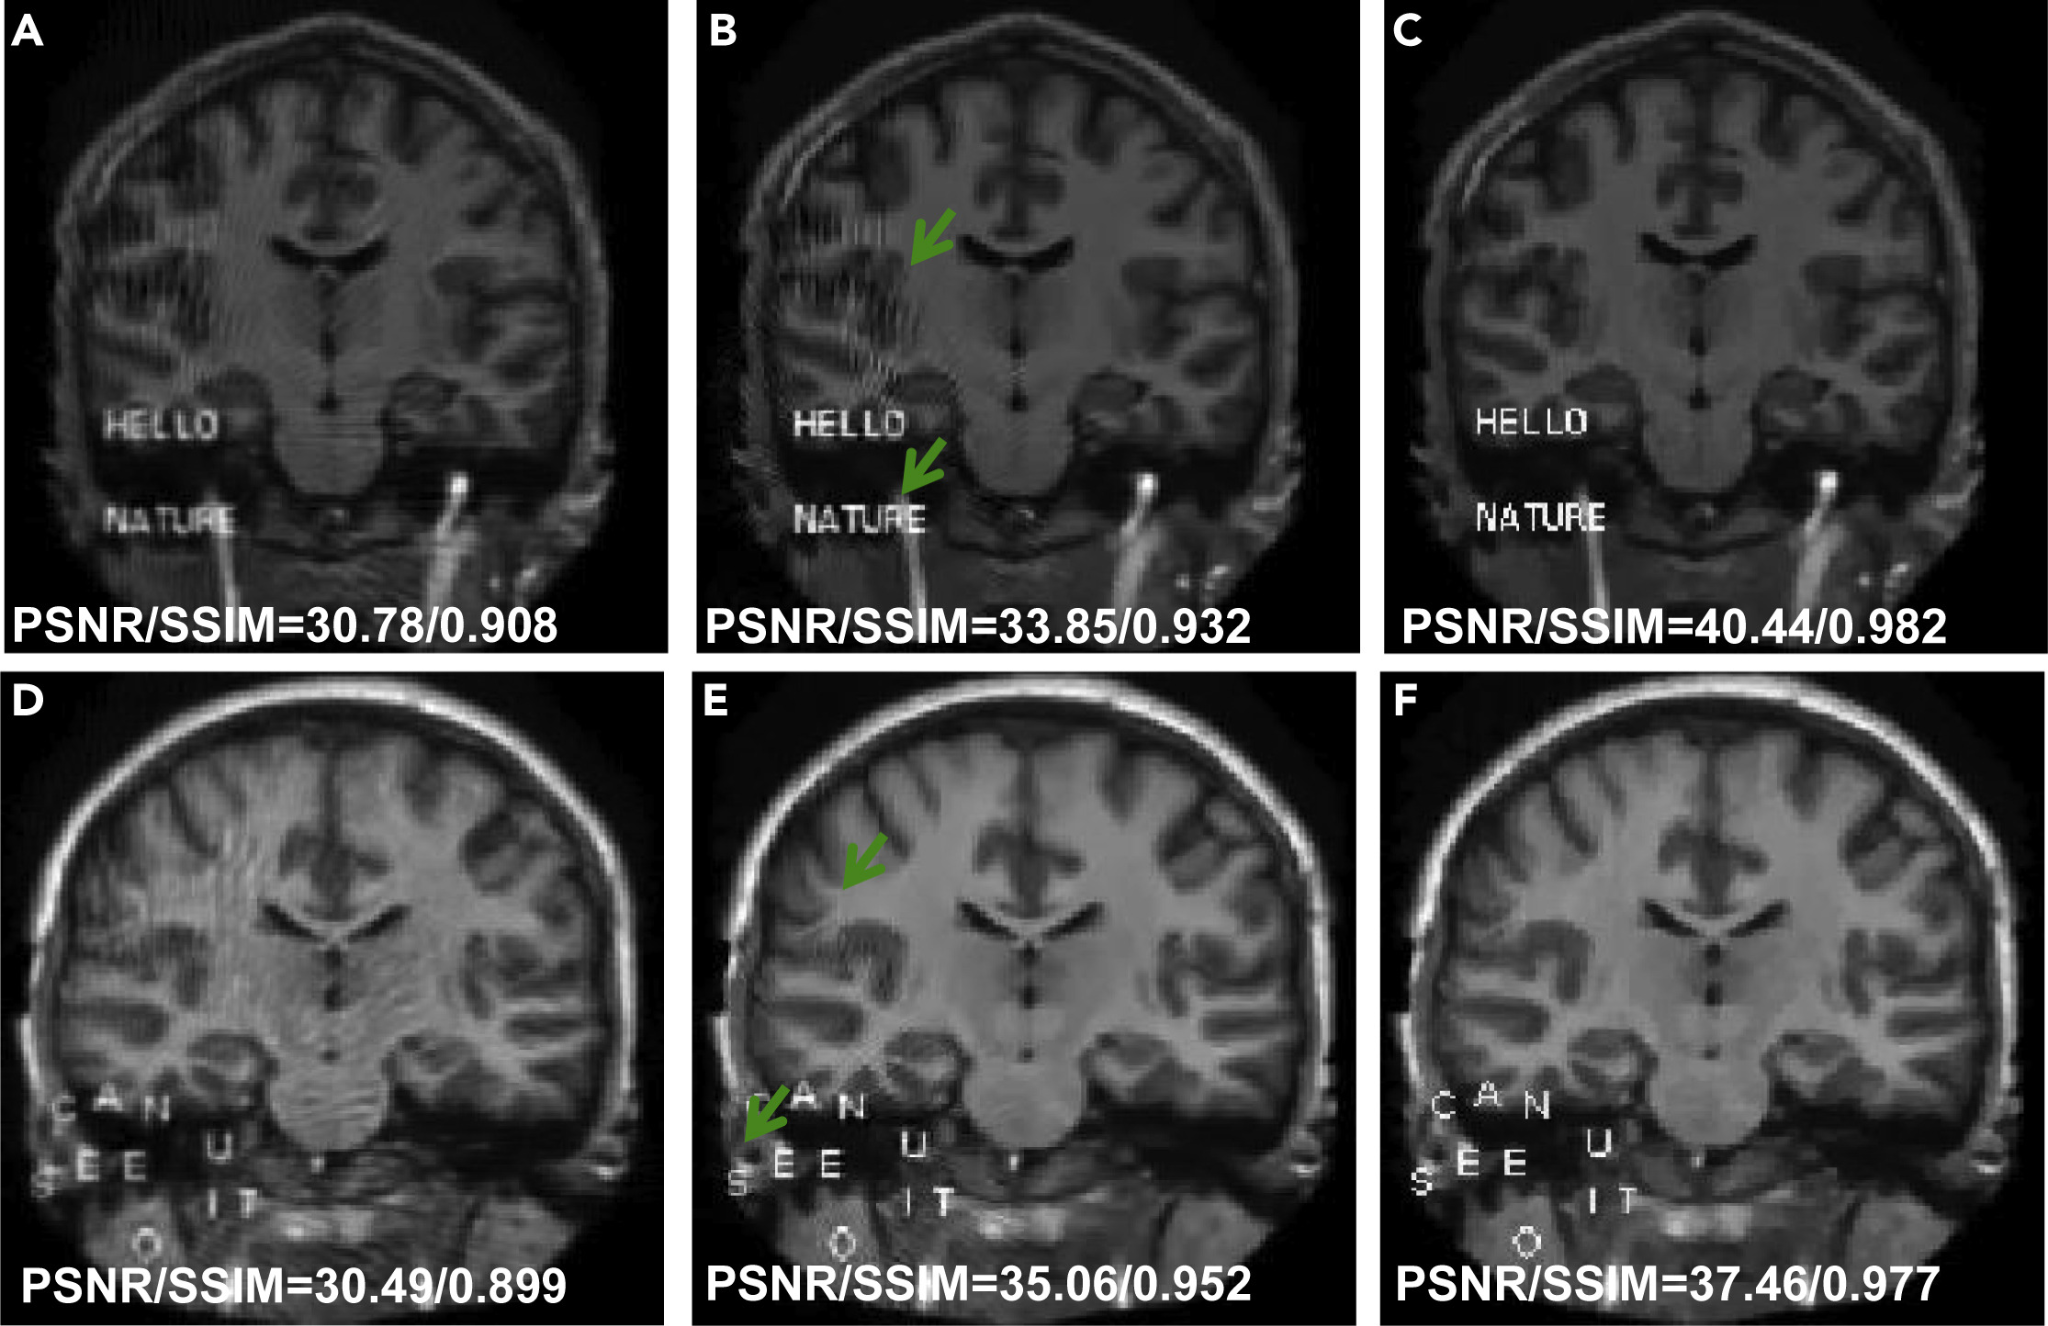 A
HELLO
NATURE
PSNR/SSIM=30.78/0.908
B
HELLO
NATURE
PSNR/SSIM=33.85/0.932
C
HELLO
NATURE
PSNR/SSIM=40.44/0.982
D
C A N
U
S E E
I T
O
PSNR/SSIM=30.49/0.899
E
C A N
U
S E E
I T
O
PSNR/SSIM=35.06/0.952
F
C A N
U
S E E
I T
Q
PSNR/SSIM=37.46/0.977